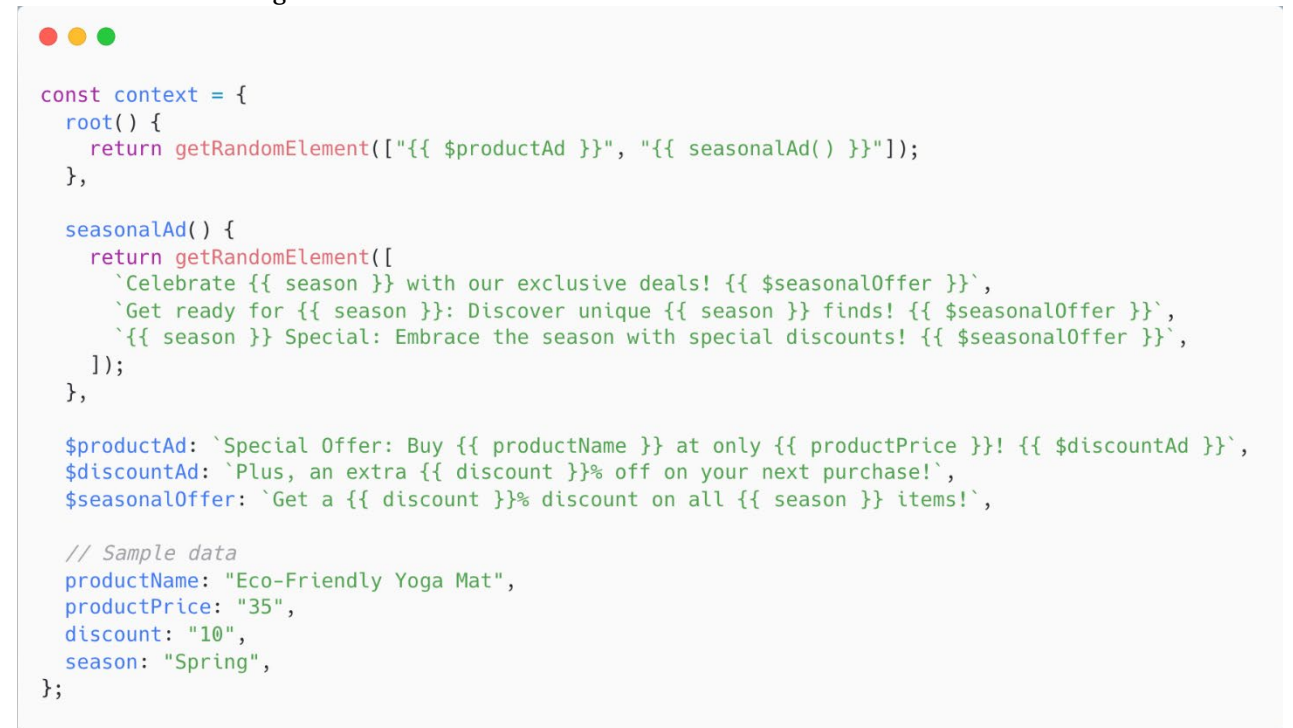 const context = {
  root() {
    return getRandomElement(["{{ $productAd }}", "{{ seasonalAd() }}"]);
  },

  seasonalAd() {
    return getRandomElement([
      `Celebrate {{ season }} with our exclusive deals! {{ $seasonalOffer }}`,
      `Get ready for {{ season }}: Discover unique {{ season }} finds! {{ $seasonalOffer }}`,
      `{{ season }} Special: Embrace the season with special discounts! {{ $seasonalOffer }}`,
    ]);
  },

  $productAd: `Special Offer: Buy {{ productName }} at only {{ productPrice }}! {{ $discountAd }}`,
  $discountAd: `Plus, an extra {{ discount }}% off on your next purchase!`,
  $seasonalOffer: `Get a {{ discount }}% discount on all {{ season }} items!`,

  // Sample data
  productName: "Eco-Friendly Yoga Mat",
  productPrice: "35",
  discount: "10",
  season: "Spring",
};